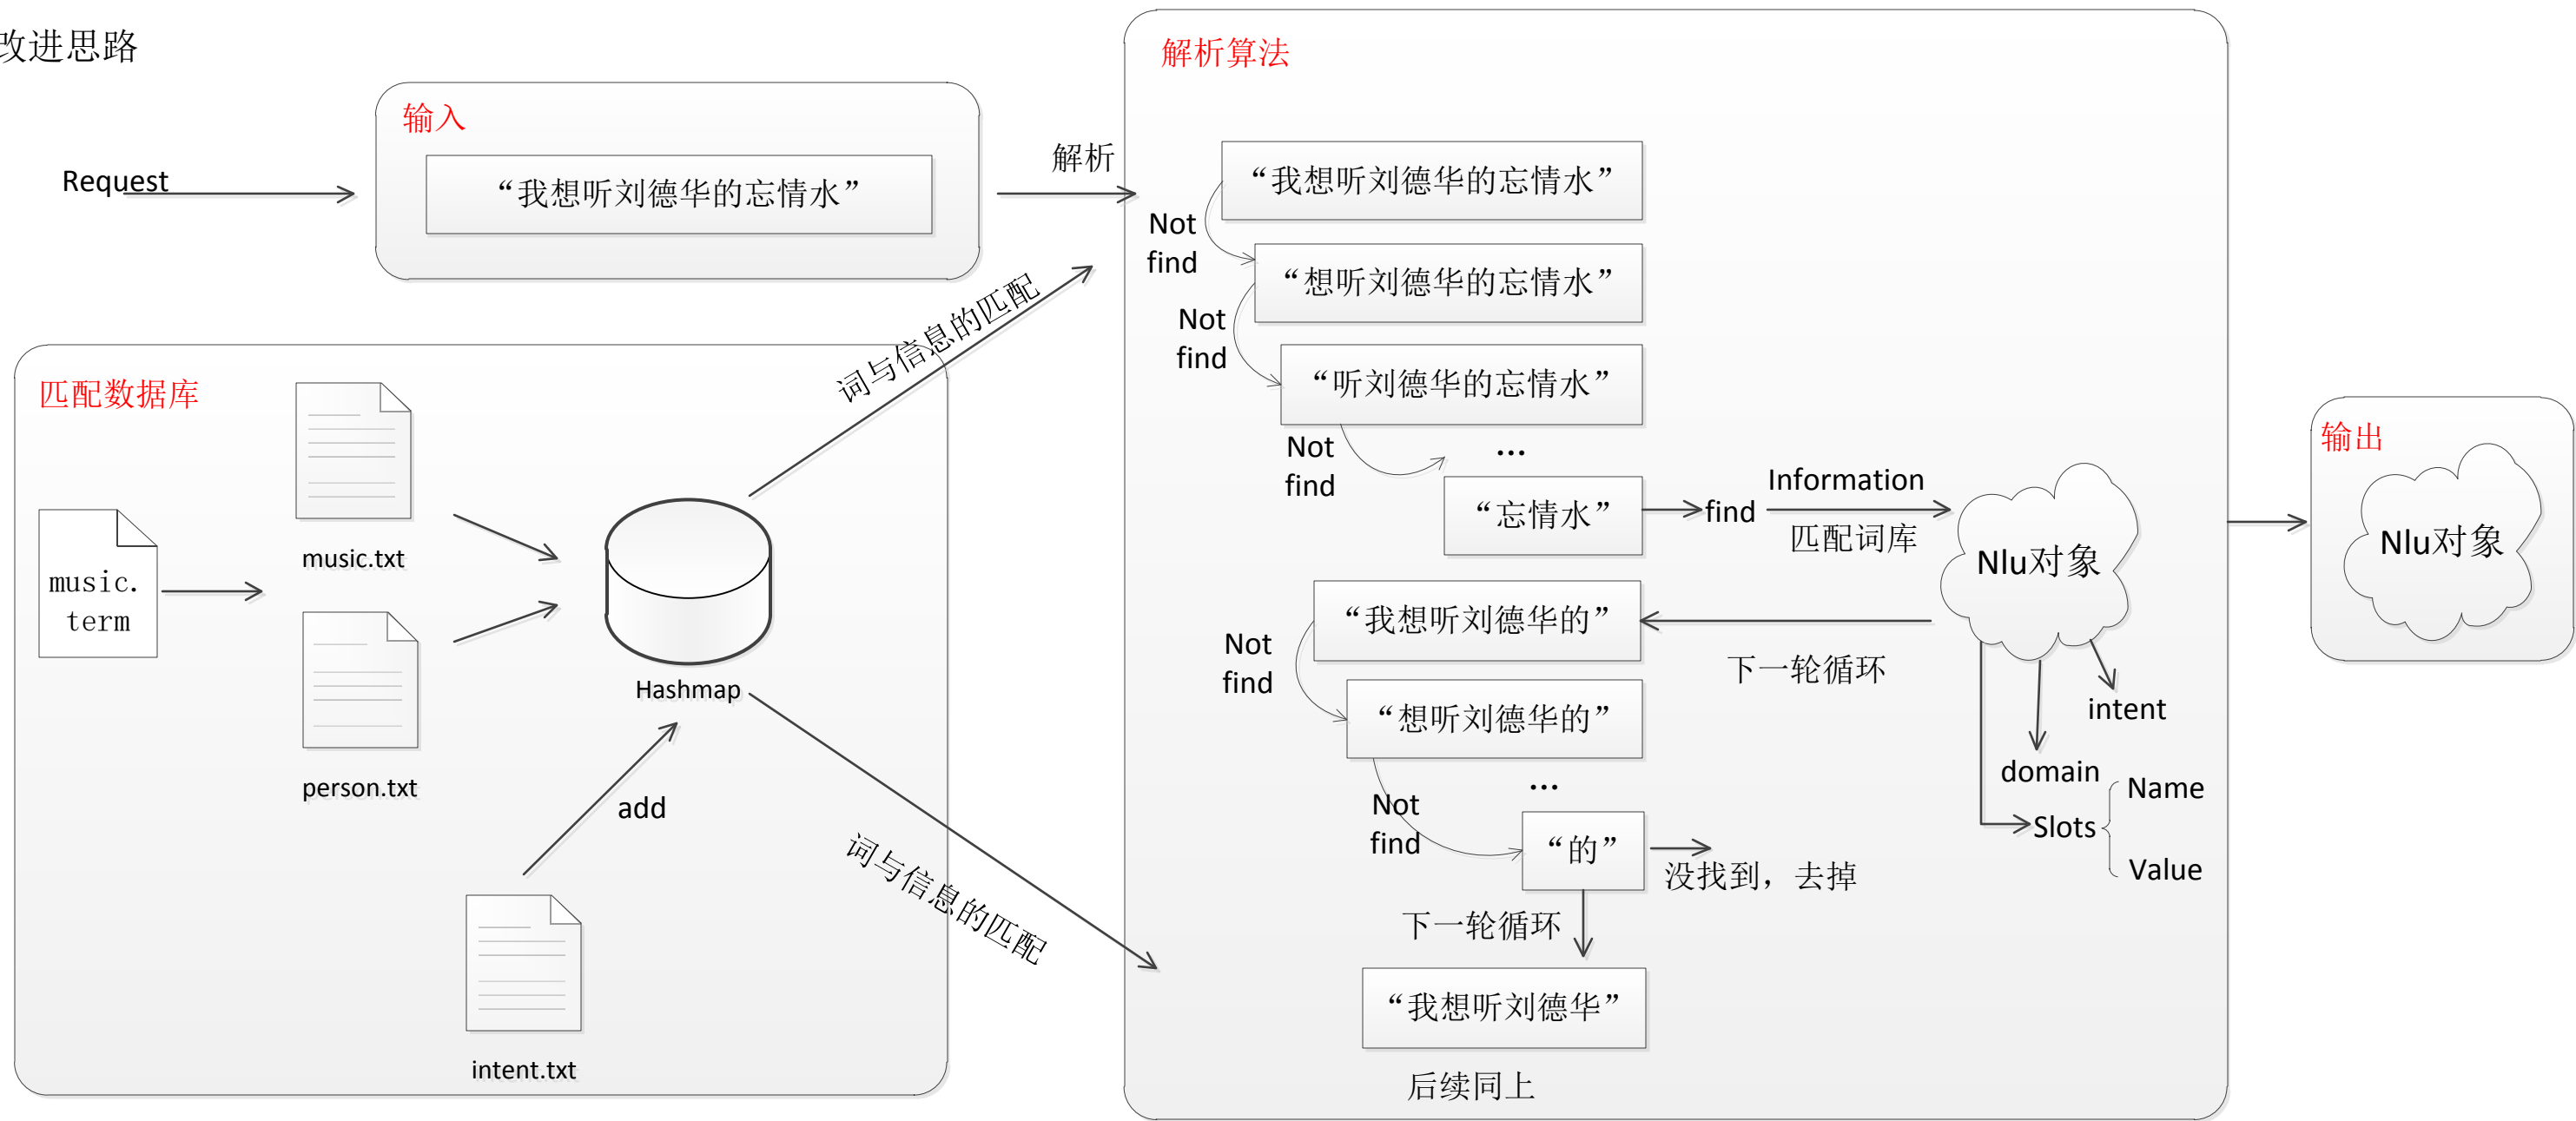 改进思路
输入
Request
“我想听刘德华的忘情水”
解析
词与信息的匹配
匹配数据库
music.
term
music.txt
person.txt
Hashmap
add
intent.txt
词与信息的匹配
解析算法
“我想听刘德华的忘情水”
Not
find
“想听刘德华的忘情水”
Not
find
“听刘德华的忘情水”
Not
find
...
“忘情水”
find
Information
匹配词库
Nlu对象
“我想听刘德华的”
下一轮循环
Not
find
“想听刘德华的”
...
Not
find
“的”
没找到，去掉
下一轮循环
“我想听刘德华”
后续同上
intent
domain
Slots
Name
Value
输出
Nlu对象